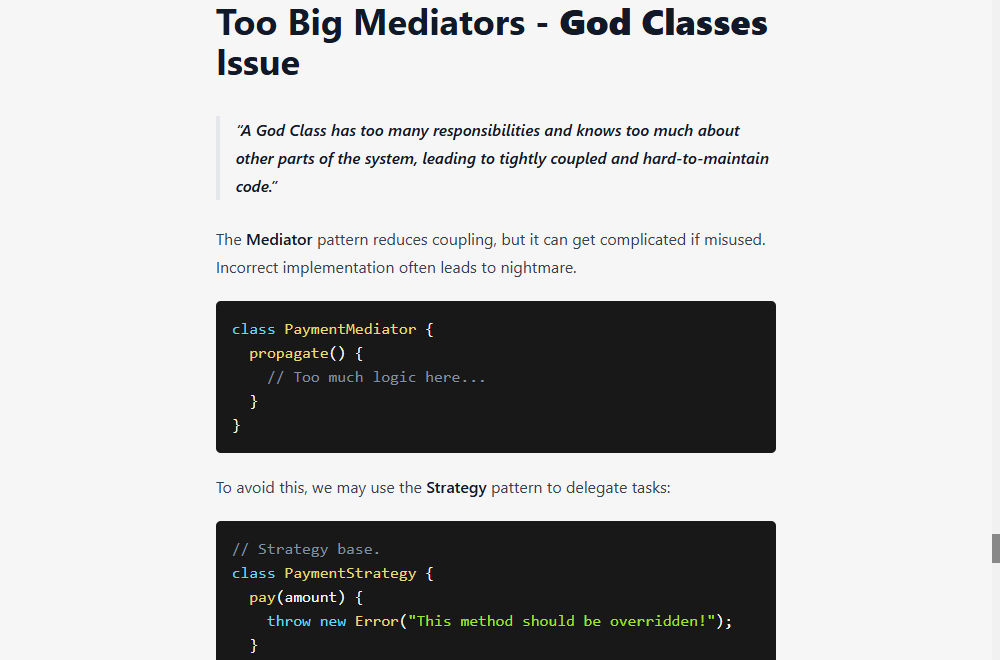 Too Big Mediators - God Classes
Issue
“A God Class has too many responsibilities and knows too much about
other parts of the system, leading to tightly coupled and hard-to-maintain
code.”
The Mediator pattern reduces coupling, but it can get complicated if misused.
Incorrect implementation often leads to nightmare.
class PaymentMediator {
  propagate() {
    // Too much logic here...
  }
}
To avoid this, we may use the Strategy pattern to delegate tasks:
// Strategy base.
class PaymentStrategy {
  pay(amount) {
    throw new Error("This method should be overridden!");
  }